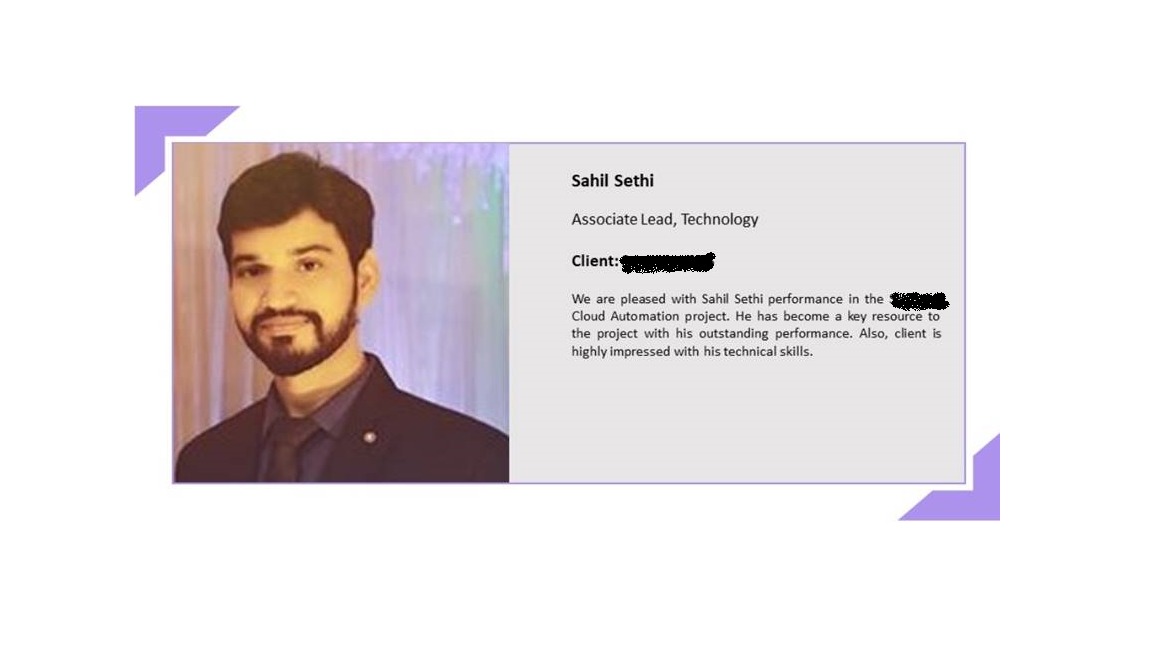 Sahil Sethi
Associate Lead, Technology
Client:
We are pleased with Sahil Sethi performance in the
Cloud Automation project. He has become a key resource to
the project with his outstanding performance. Also, client is
highly impressed with his technical skills.